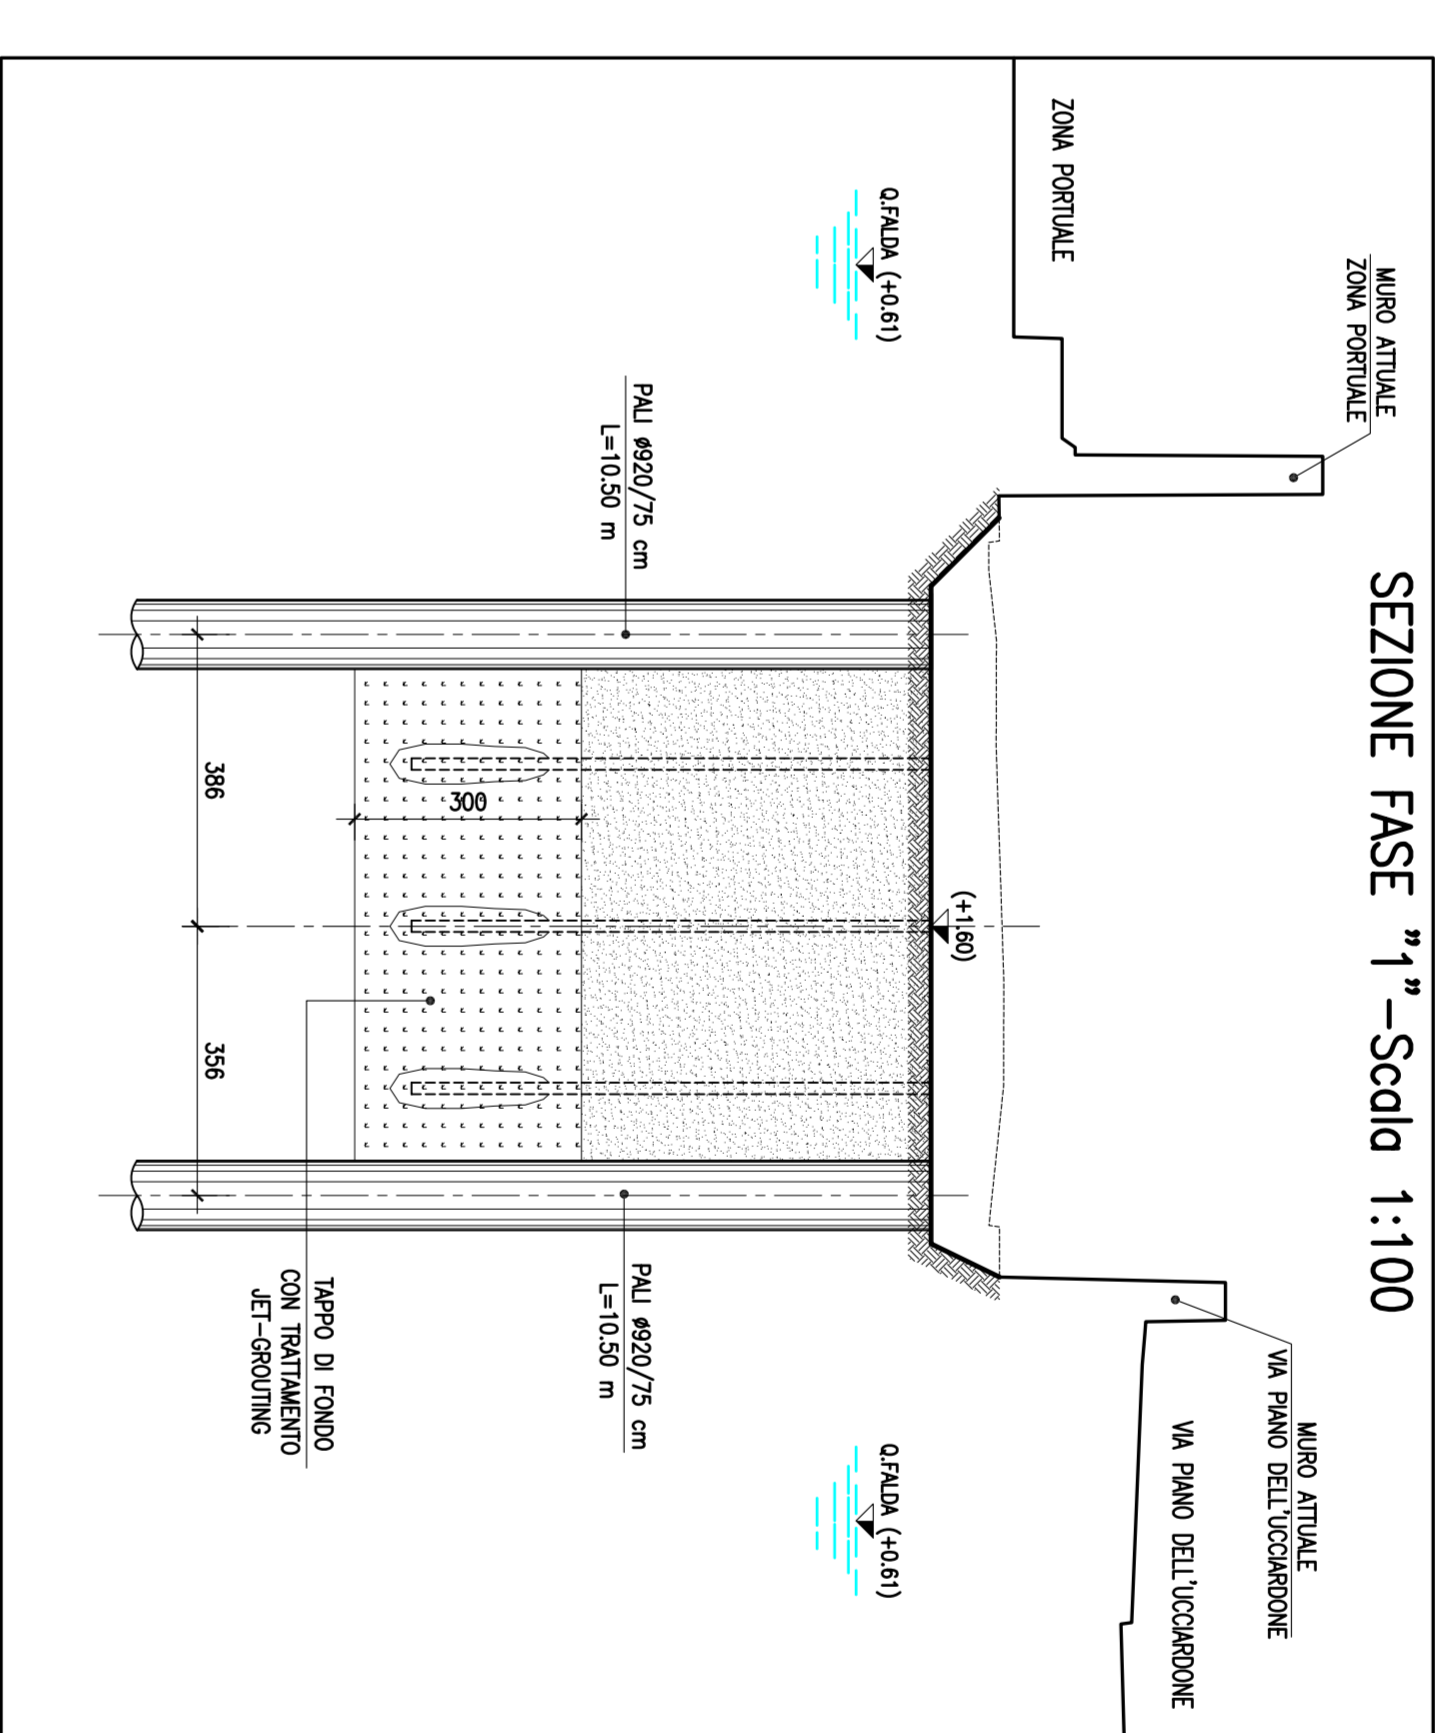 SEZIONE FASE "1"-Scala 1:100
MURO ATTUALE
ZONA PORTUALE
ZONA PORTUALE
MURO ATTUALE
VIA PIANO DELL'UCCIARDONE
VIA PIANO DELL'UCCIARDONE
(+1.60)
Q.FALDA (+0.61)
Q.FALDA (+0.61)
PALI ø920/75 cm
L=10.50 m
PALI ø920/75 cm
L=10.50 m
300
TAPPO DI FONDO
CON TRATTAMENTO
JET-GROUTING
386
356